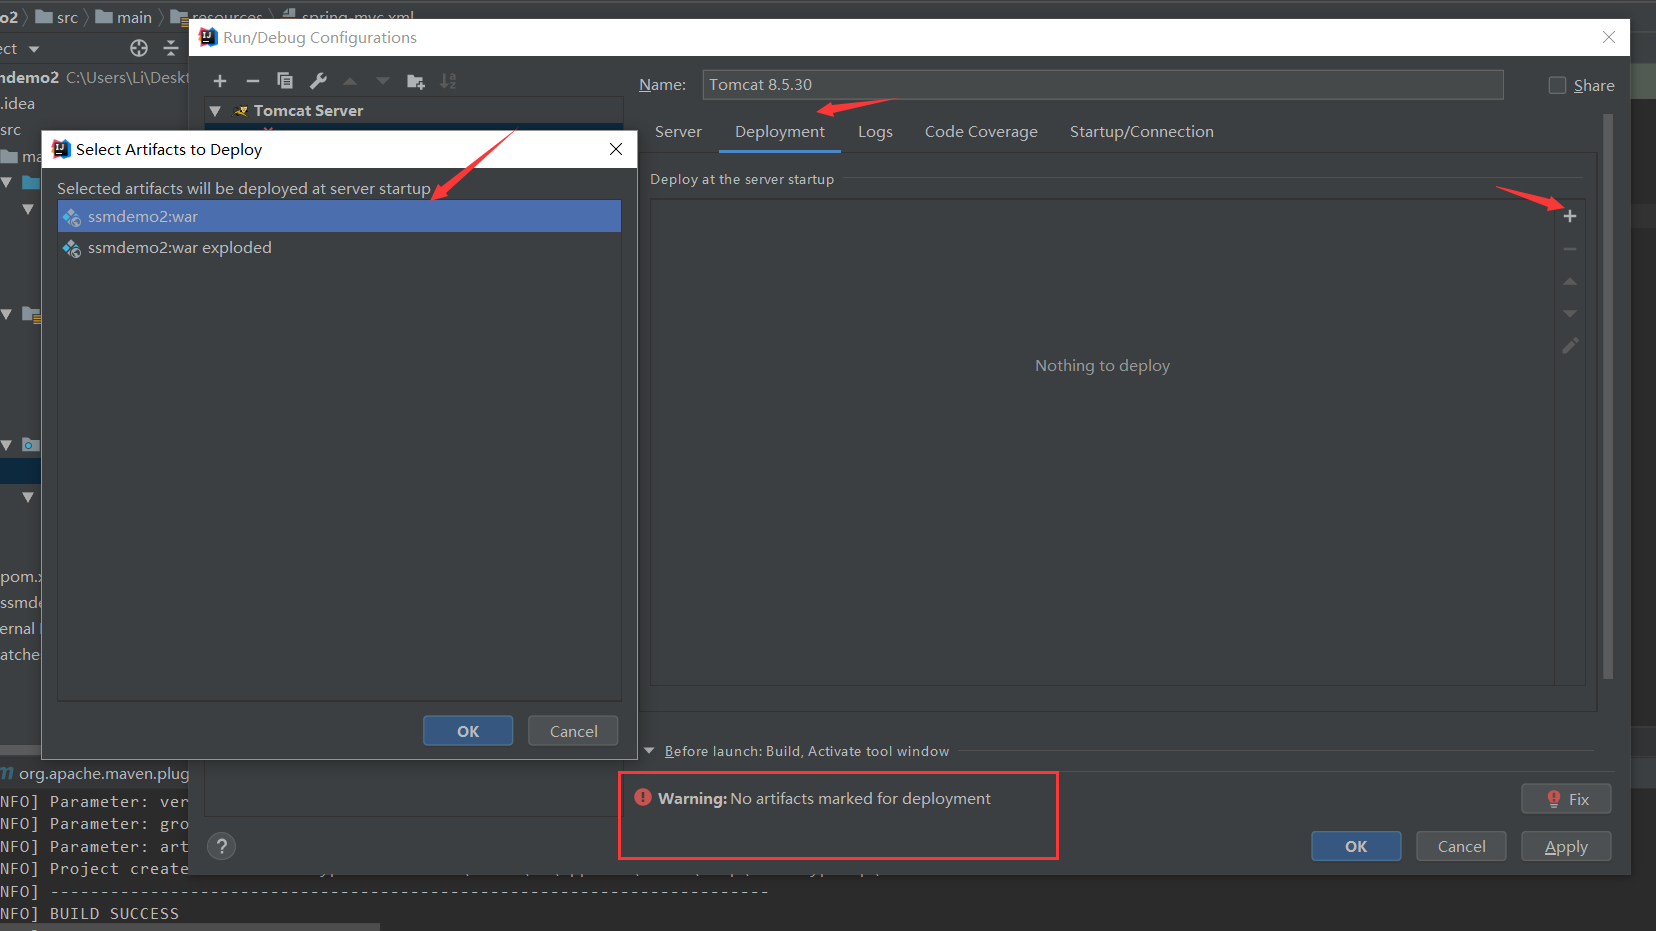 src main resources spring-mvc.xml
Run/Debug Configurations
ndemo2 C:\Users\Li\Deskt
.idea
src
Tomcat Server
Name: Tomcat 8.5.30 Share
Server Deployment Logs Code Coverage Startup/Connection
Select Artifacts to Deploy
Selected artifacts will be deployed at server startup
ssmdemo2:war
ssmdemo2:war exploded
OK Cancel
Deploy at the server startup
Nothing to deploy
Before launch: Build, Activate tool window
Warning: No artifacts marked for deployment
Fix
? OK Cancel Apply
pom.x
ssmde
ernal
atche
org.apache.maven.plug
NFO] Parameter: ver
NFO] Parameter: gro
NFO] Parameter: art
NFO] Project create
NFO] ------------------------------------------------------------------------
NFO] BUILD SUCCESS